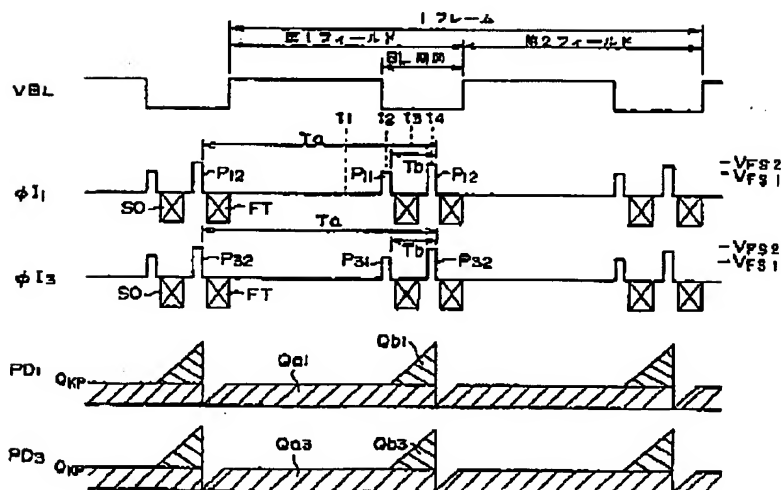 1フレーム
第1フィールド
第2フィールド
BL期間
VBL
t1 t2 t3 t4
Ta
Tb
P12
P11
P12
VFS2
VFS1
φI1
SO
FT
Ta
Tb
P32
P31
P32
VFS2
VFS1
φI3
SO
FT
PD1
QKP
Qa1
Qb1
PD3
QKP
Qa3
Qb3